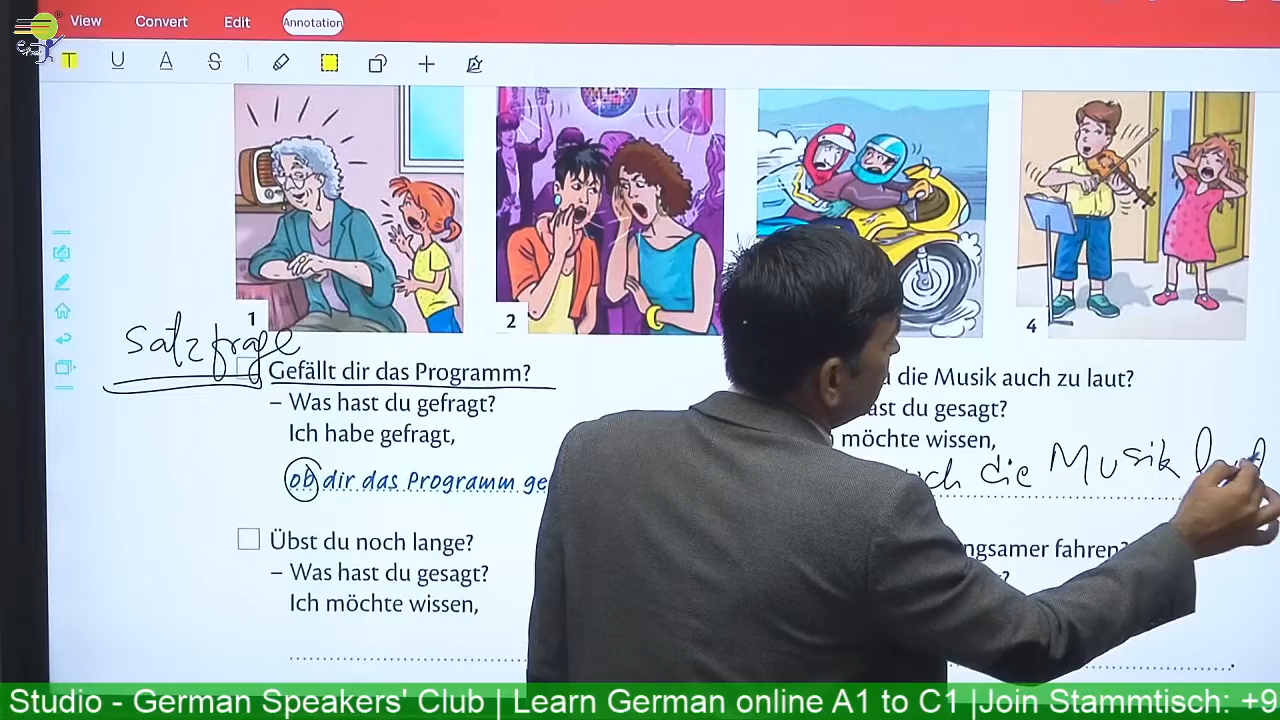 View Convert Edit Annotation
T U A S
1
2
4
Satzfrage
Gefällt dir das Programm?
– Was hast du gefragt?
Ich habe gefragt,
ob dir das Programm ge
Übst du noch lange?
– Was hast du gesagt?
Ich möchte wissen,
die Musik auch zu laut?
ast du gesagt?
möchte wissen,
ch die Musik
ngsamer fahren?
Studio - German Speakers' Club | Learn German online A1 to C1 |Join Stammtisch: +9